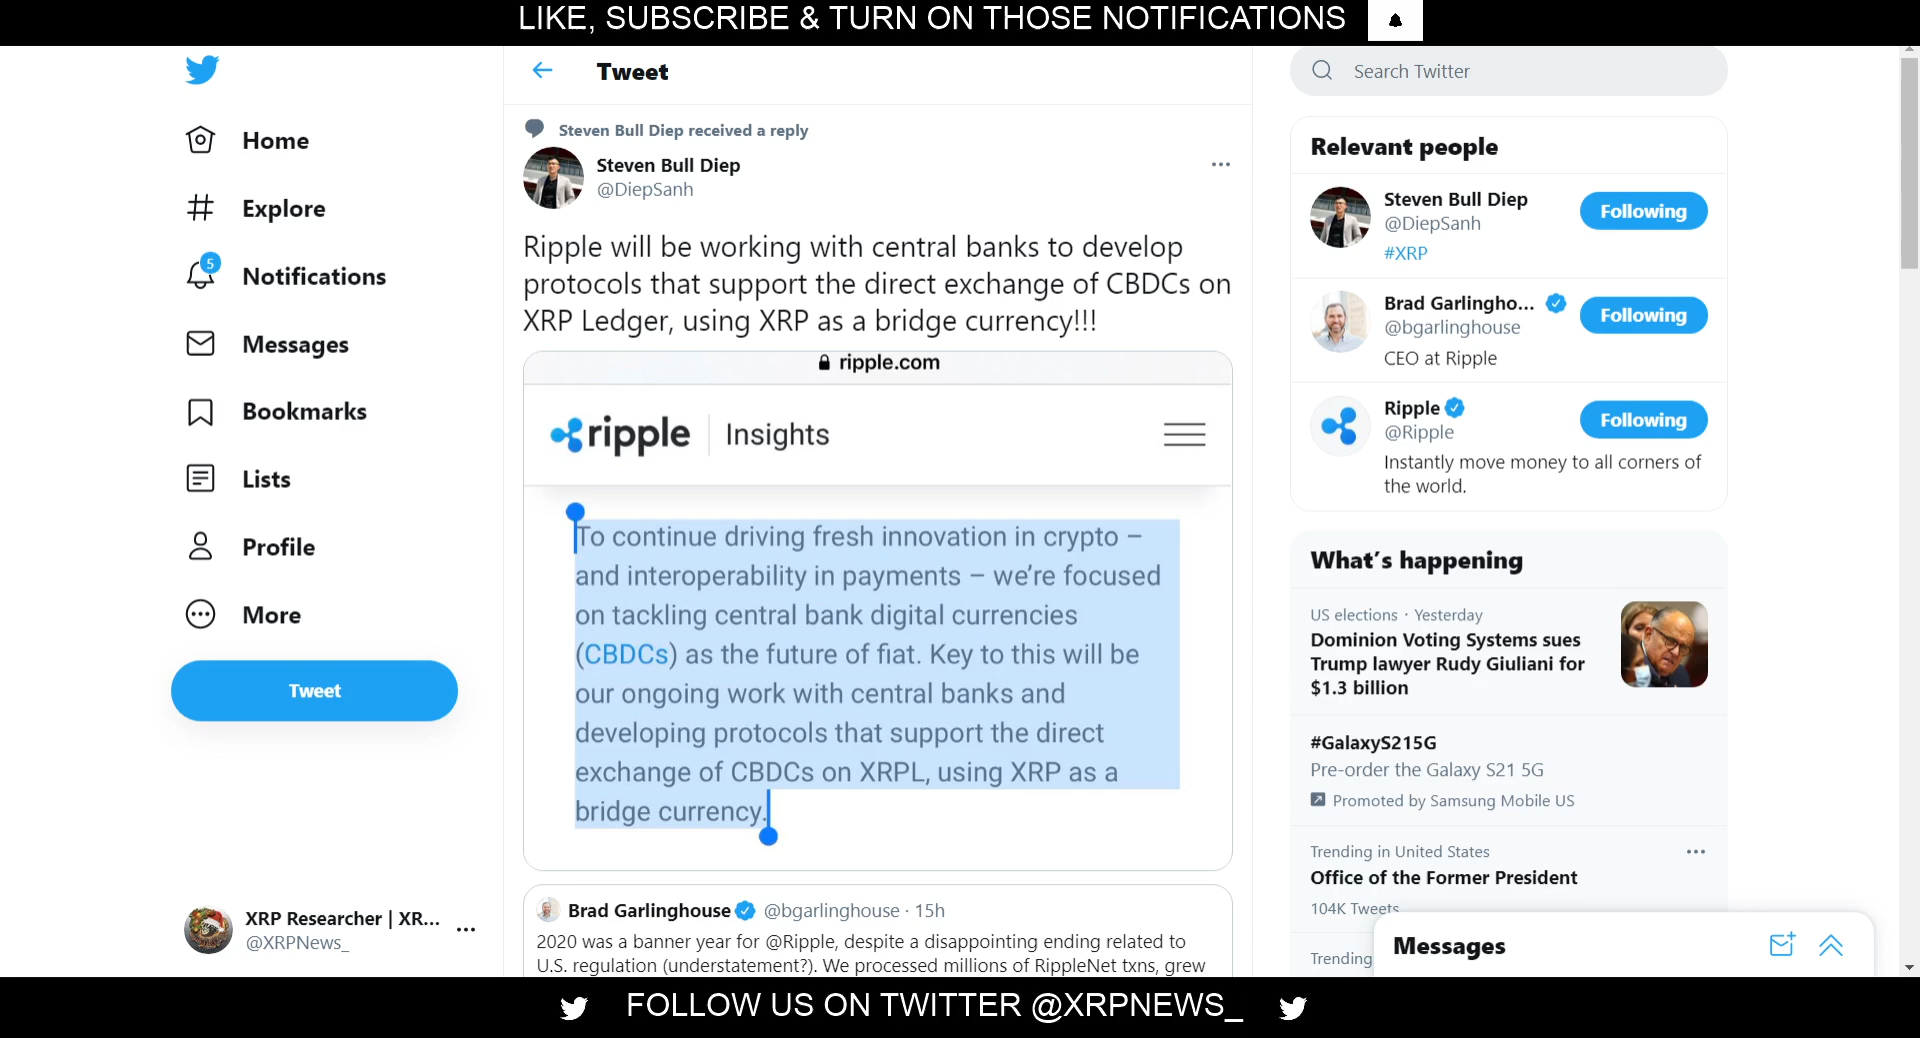 LIKE, SUBSCRIBE & TURN ON THOSE NOTIFICATIONS
Home
Explore
5
Notifications
Messages
Bookmarks
Lists
Profile
More
Tweet
XRP Researcher | XR...
@XRPNews_
Tweet
Steven Bull Diep received a reply
Steven Bull Diep
@DiepSanh
Ripple will be working with central banks to develop
protocols that support the direct exchange of CBDCs on
XRP Ledger, using XRP as a bridge currency!!!
ripple.com
ripple | Insights
To continue driving fresh innovation in crypto –
and interoperability in payments – we're focused
on tackling central bank digital currencies
(CBDCs) as the future of fiat. Key to this will be
our ongoing work with central banks and
developing protocols that support the direct
exchange of CBDCs on XRPL, using XRP as a
bridge currency.
Brad Garlinghouse @bgarlinghouse · 15h
2020 was a banner year for @Ripple, despite a disappointing ending related to
U.S. regulation (understatement?). We processed millions of RippleNet txns, grew
Search Twitter
Relevant people
Steven Bull Diep
@DiepSanh
Following
#XRP
Brad Garlingho...
@bgarlinghouse
Following
CEO at Ripple
Ripple
@Ripple
Following
Instantly move money to all corners of
the world.
What's happening
US elections · Yesterday
Dominion Voting Systems sues
Trump lawyer Rudy Giuliani for
$1.3 billion
#GalaxyS215G
Pre-order the Galaxy S21 5G
Promoted by Samsung Mobile US
Trending in United States
Office of the Former President
104K Tweets
Trending
Messages
FOLLOW US ON TWITTER @XRPNEWS_